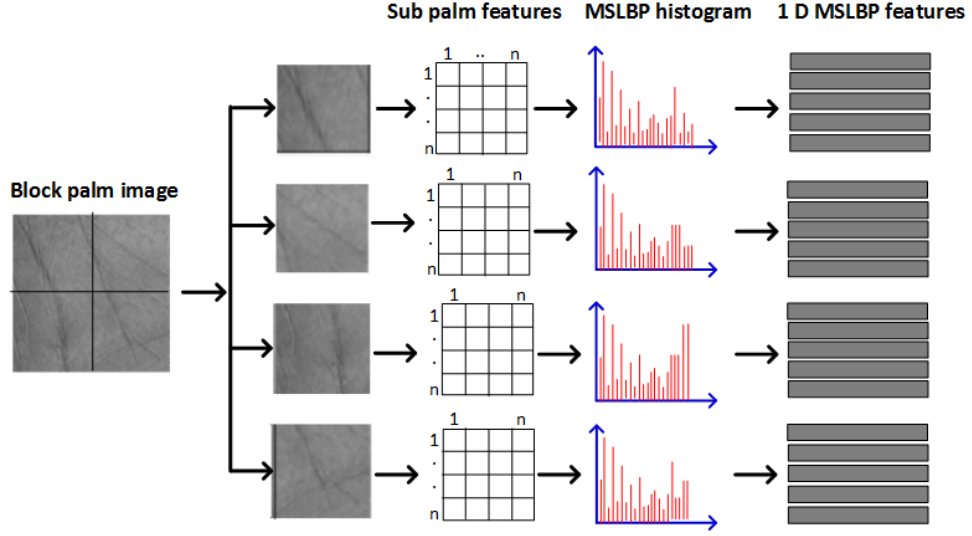 Sub palm features MSLBP histogram 1 D MSLBP features
Block palm image
1 .. n
1
.
.
n
1 n
1
.
.
n
1 n
1
.
.
n
1 n
1
.
.
n